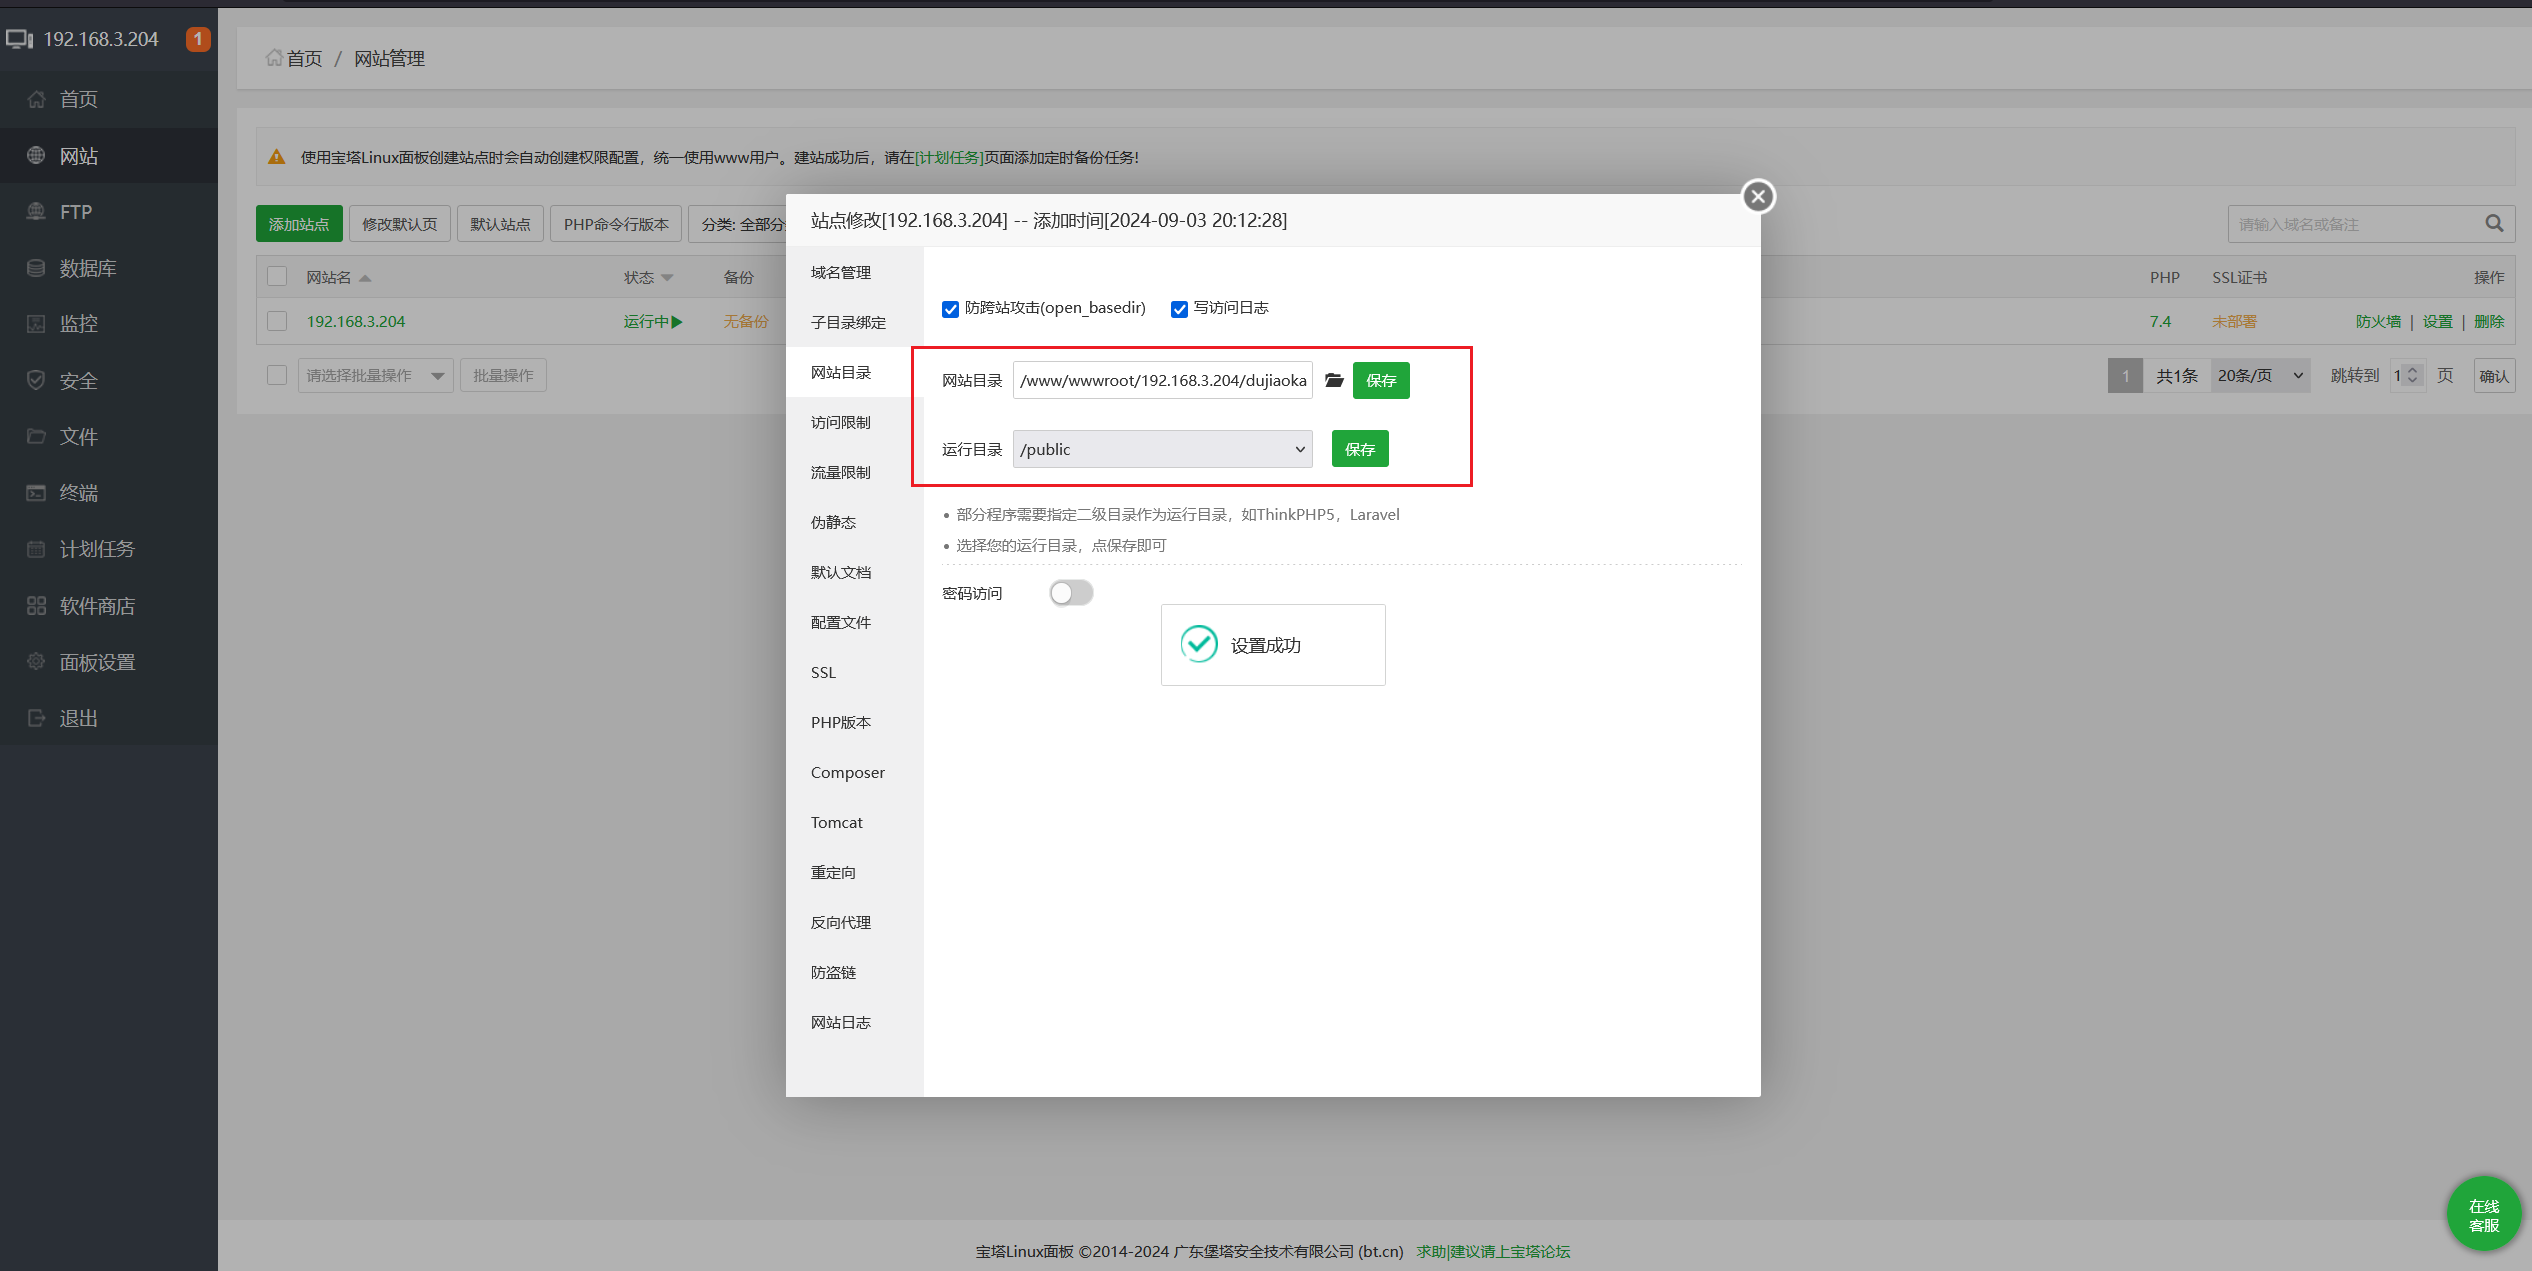 192.168.3.204 1
首页
网站
FTP
数据库
监控
安全
文件
终端
计划任务
软件商店
面板设置
退出
首页 / 网站管理
使用宝塔Linux面板创建站点时会自动创建权限配置，统一使用www用户。建站成功后，请在[计划任务]页面添加定时备份任务!
添加站点 修改默认页 默认站点 PHP命令行版本 分类: 全部分
请输入域名或备注
网站名 状态 备份 PHP SSL证书 操作
192.168.3.204 运行中 无备份 7.4 未部署 防火墙 | 设置 | 删除
请选择批量操作 批量操作 1 共1条 20条/页 跳转到 1 页 确认
站点修改[192.168.3.204] -- 添加时间[2024-09-03 20:12:28]
域名管理
子目录绑定
网站目录
访问限制
流量限制
伪静态
默认文档
配置文件
SSL
PHP版本
Composer
Tomcat
重定向
反向代理
防盗链
网站日志
防跨站攻击(open_basedir) 写访问日志
网站目录 /www/wwwroot/192.168.3.204/dujiaoka 保存
运行目录 /public 保存
部分程序需要指定二级目录作为运行目录，如ThinkPHP5，Laravel
选择您的运行目录，点保存即可
密码访问
设置成功
在线
客服
宝塔Linux面板 ©2014-2024 广东堡塔安全技术有限公司 (bt.cn) 求助|建议请上宝塔论坛